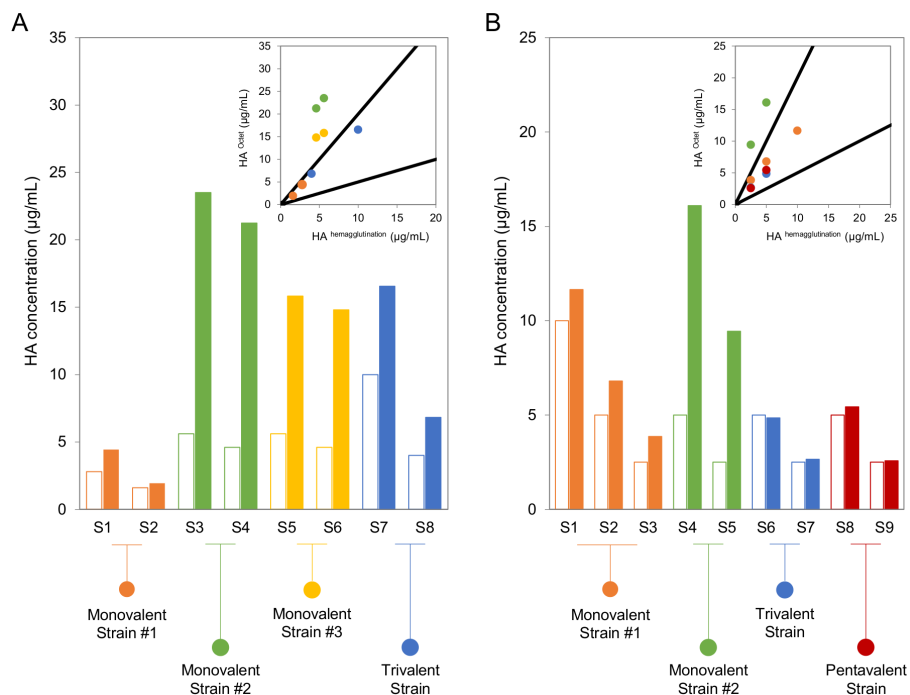 A
HA concentration (µg/mL)
35
30
25
20
15
10
5
0
S1 S2 S3 S4 S5 S6 S7 S8
Monovalent
Strain #1
Monovalent
Strain #2
Monovalent
Strain #3
Trivalent
Strain
HA Octet (µg/mL)
35
30
25
20
15
10
5
0
0 5 10 15 20
HA hemagglutination (µg/mL)
B
HA concentration (µg/mL)
25
20
15
10
5
0
S1 S2 S3 S4 S5 S6 S7 S8 S9
Monovalent
Strain #1
Monovalent
Strain #2
Trivalent
Strain
Pentavalent
Strain
HA Octet (µg/mL)
25
20
15
10
5
0
0 5 10 15 20 25
HA hemagglutination (µg/mL)